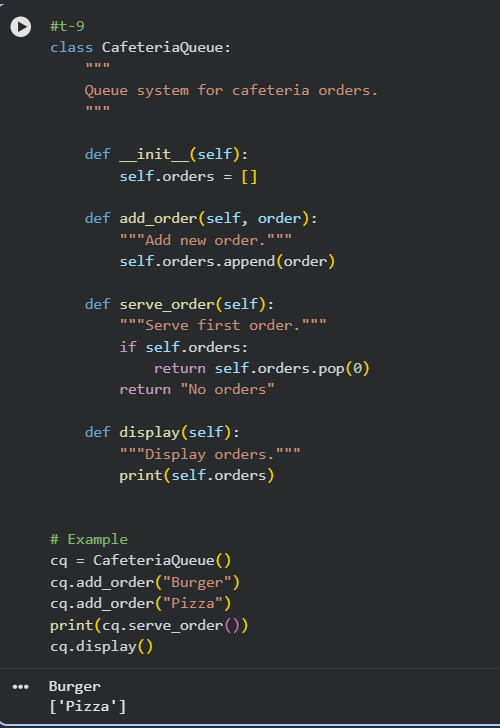 #t-9
class CafeteriaQueue:
    """
    Queue system for cafeteria orders.
    """

    def __init__(self):
        self.orders = []

    def add_order(self, order):
        """Add new order."""
        self.orders.append(order)

    def serve_order(self):
        """Serve first order."""
        if self.orders:
            return self.orders.pop(0)
        return "No orders"

    def display(self):
        """Display orders."""
        print(self.orders)


# Example
cq = CafeteriaQueue()
cq.add_order("Burger")
cq.add_order("Pizza")
print(cq.serve_order())
cq.display()
Burger
['Pizza']